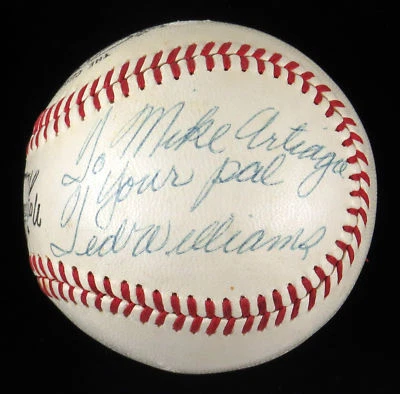 To Mike Artiaga
Your pal
Ted Williams